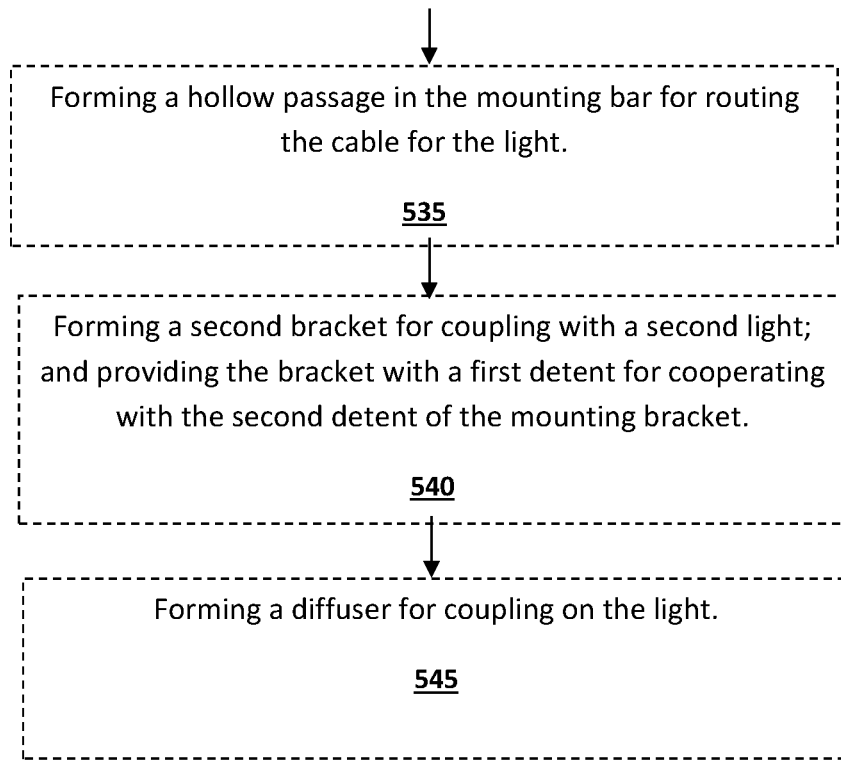 Forming a hollow passage in the mounting bar for routing
the cable for the light.
535
Forming a second bracket for coupling with a second light;
and providing the bracket with a first detent for cooperating
with the second detent of the mounting bracket.
540
Forming a diffuser for coupling on the light.
545